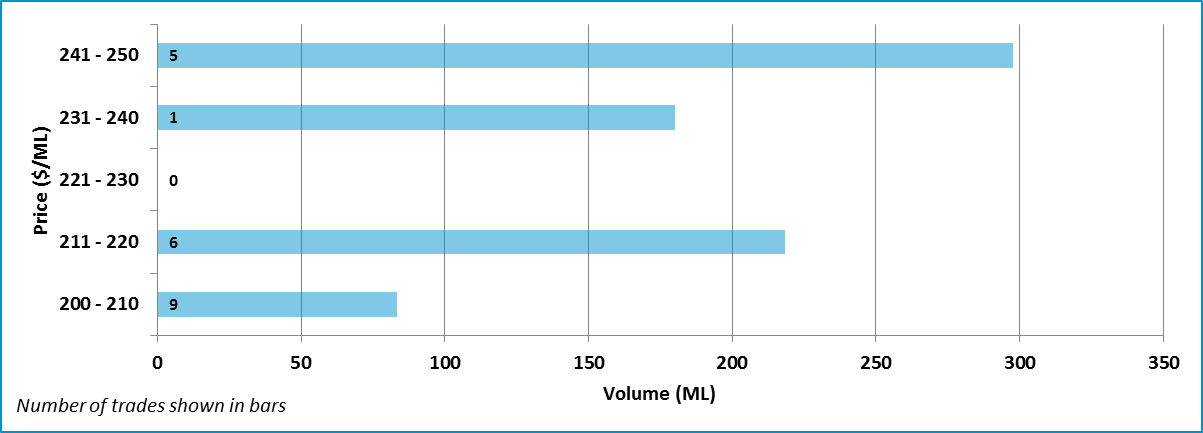 Price ($/ML)
241 - 250
5
231 - 240
1
221 - 230
0
211 - 220
6
200 - 210
9
0 50 100 150 200 250 300 350
Volume (ML)
Number of trades shown in bars